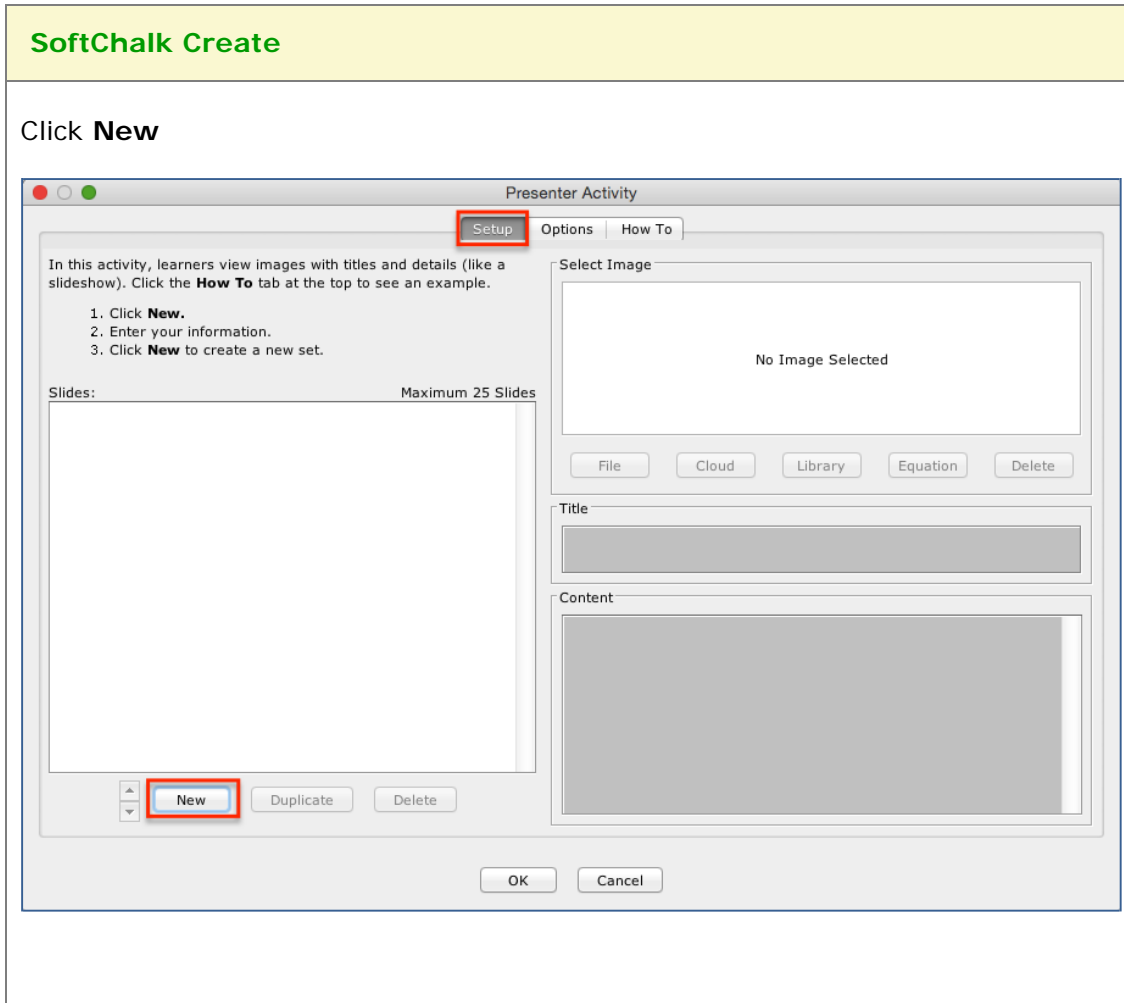 SoftChalk Create
Click New
Presenter Activity
Setup Options How To
In this activity, learners view images with titles and details (like a
slideshow). Click the How To tab at the top to see an example.
1. Click New.
2. Enter your information.
3. Click New to create a new set.
Slides: Maximum 25 Slides
New Duplicate Delete
Select Image
No Image Selected
File Cloud Library Equation Delete
Title
Content
OK Cancel